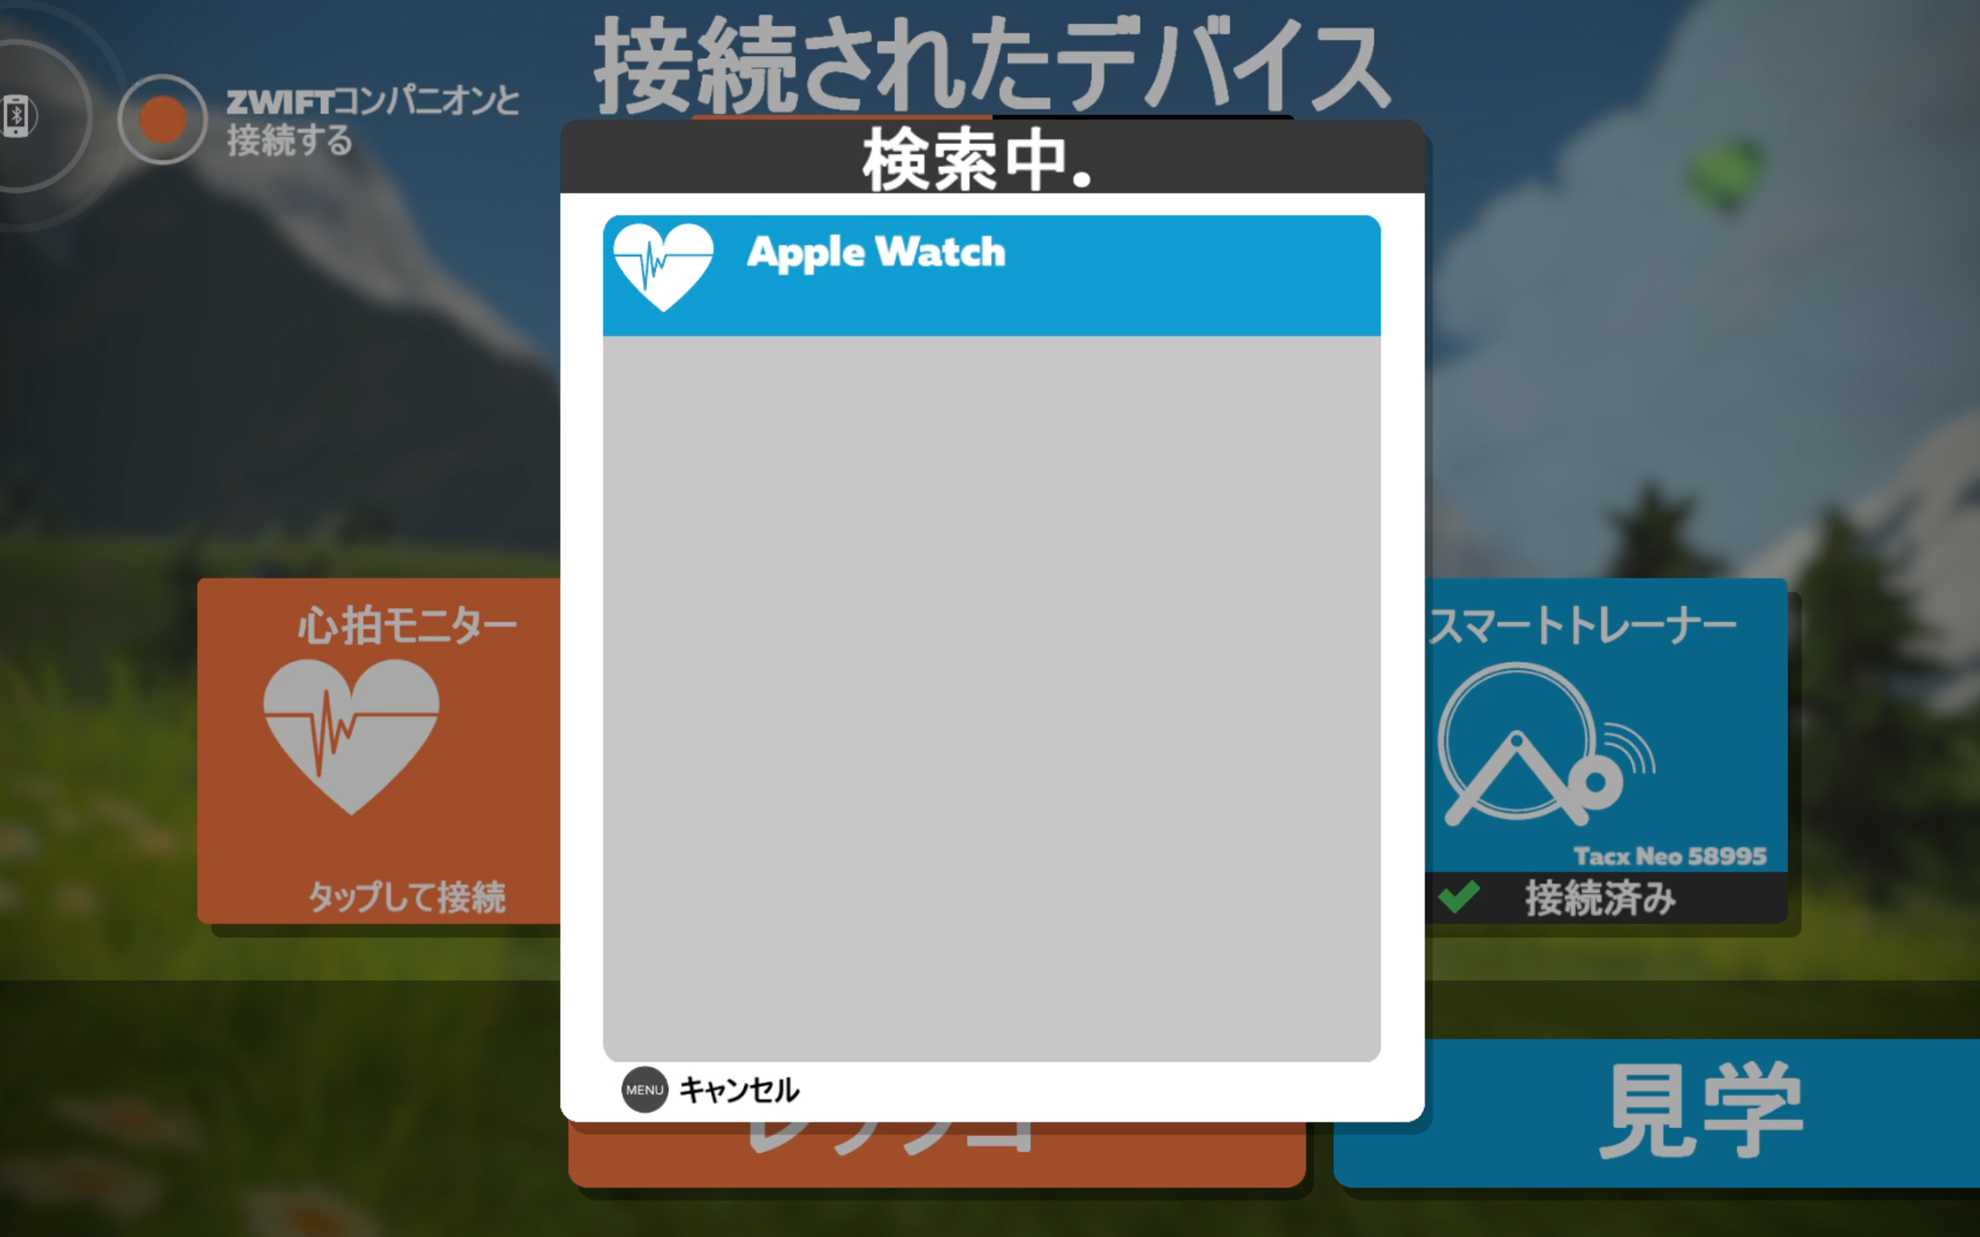 接続されたデバイス
ZWIFTコンパニオンと
接続する
検索中.
Apple Watch
心拍モニター
タップして接続
スマートトレーナー
Tacx Neo 58995
接続済み
MENU キャンセル
見学